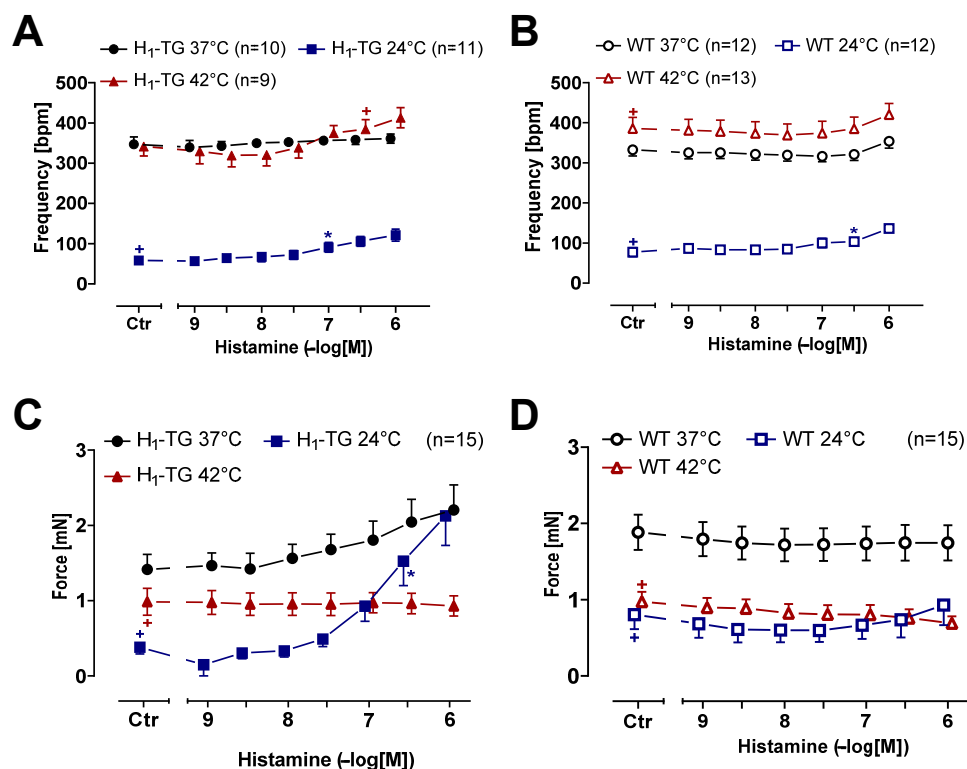 A
H₁-TG 37°C (n=10) H₁-TG 24°C (n=11)
H₁-TG 42°C (n=9)
Frequency [bpm]
500
400
300
200
100
0
+
*
+
Ctr 9 8 7 6
Histamine (–log[M])
B
WT 37°C (n=12) WT 24°C (n=12)
WT 42°C (n=13)
Frequency [bpm]
500
400
300
200
100
0
+
+
*
Ctr 9 8 7 6
Histamine (–log[M])
C
H₁-TG 37°C H₁-TG 24°C (n=15)
H₁-TG 42°C
Force [mN]
3
2
1
0
+
+
*
Ctr 9 8 7 6
Histamine (–log[M])
D
WT 37°C WT 24°C (n=15)
WT 42°C
Force [mN]
3
2
1
0
+
+
Ctr 9 8 7 6
Histamine (–log[M])